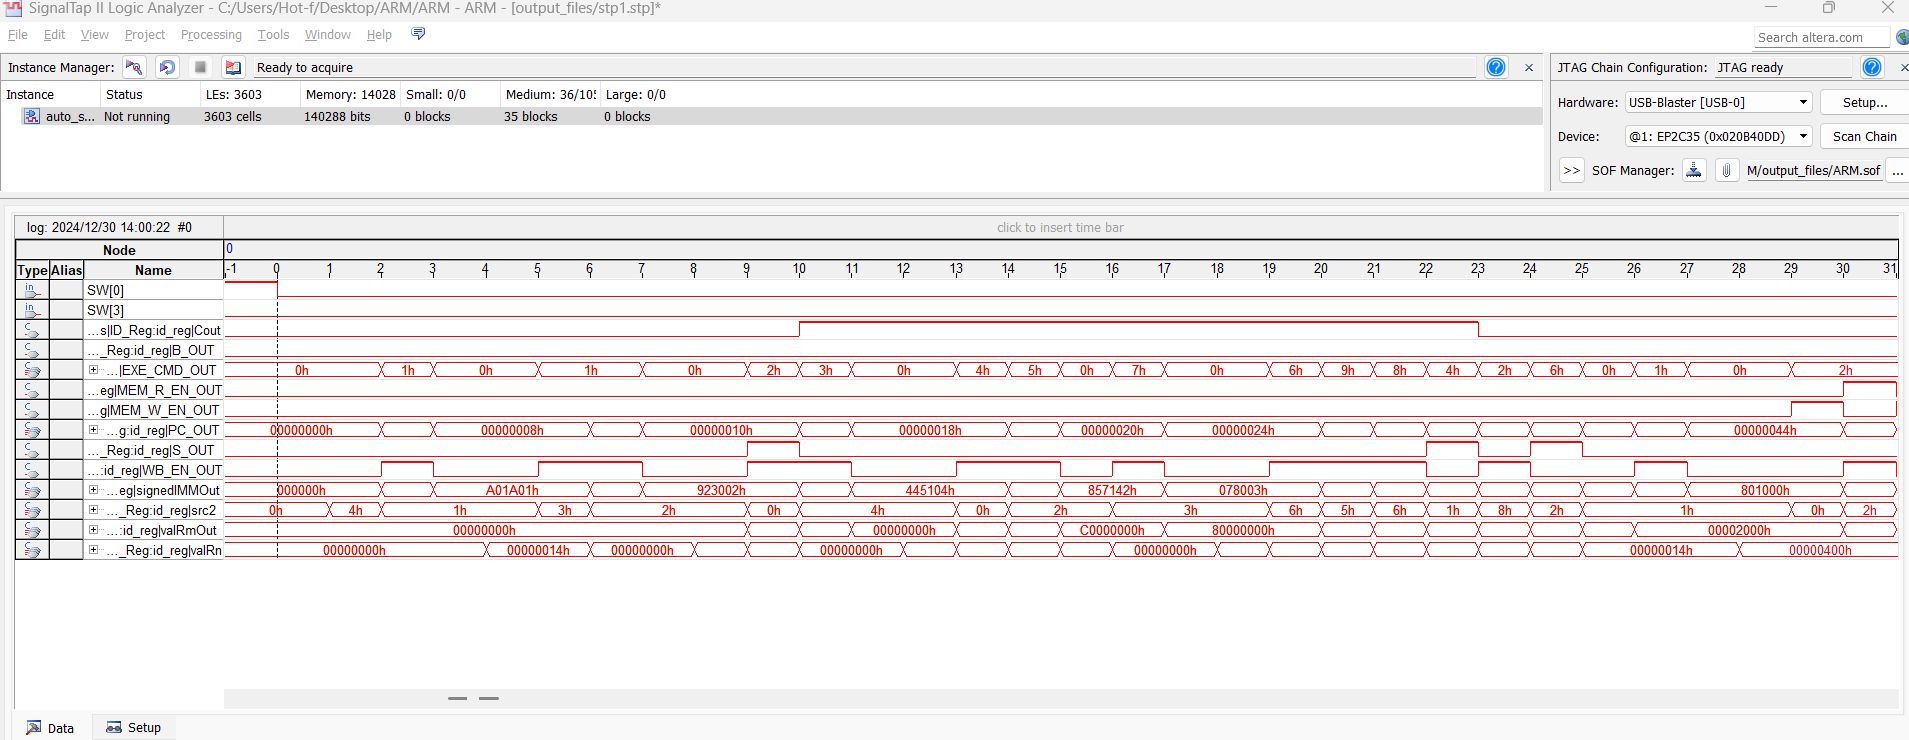 SignalTap II Logic Analyzer - C:/Users/Hot-f/Desktop/ARM/ARM - ARM - [output_files/stp1.stp]*
File Edit View Project Processing Tools Window Help
Search altera.com
Instance Manager: Ready to acquire
JTAG Chain Configuration: JTAG ready
Instance Status LEs: 3603 Memory: 14028 Small: 0/0 Medium: 36/105 Large: 0/0
auto_s... Not running 3603 cells 140288 bits 0 blocks 35 blocks 0 blocks
Hardware: USB-Blaster [USB-0] Setup...
Device: @1: EP2C35 (0x020B40DD) Scan Chain
>> SOF Manager: M/output_files/ARM.sof ...
log: 2024/12/30 14:00:22 #0 click to insert time bar
Node 0
Type Alias Name -1 0 1 2 3 4 5 6 7 8 9 10 11 12 13 14 15 16 17 18 19 20 21 22 23 24 25 26 27 28 29 30 31
in SW[0]
in SW[3]
...s|ID_Reg:id_reg|Cout
..._Reg:id_reg|B_OUT
...|EXE_CMD_OUT 0h 1h 0h 1h 0h 2h 3h 0h 4h 5h 0h 7h 0h 6h 9h 8h 4h 2h 6h 0h 1h 0h 2h
...eg|MEM_R_EN_OUT
...g|MEM_W_EN_OUT
...g:id_reg|PC_OUT 00000000h 00000008h 00000010h 00000018h 00000020h 00000024h 00000044h
..._Reg:id_reg|S_OUT
...:id_reg|WB_EN_OUT
...eg|signedIMMOut 000000h A01A01h 923002h 445104h 857142h 078003h 801000h
..._Reg:id_reg|src2 0h 4h 1h 3h 2h 0h 4h 0h 2h 3h 6h 5h 6h 1h 8h 2h 1h 0h 2h
...:id_reg|valRmOut 00000000h 00000000h C0000000h 80000000h 00002000h
..._Reg:id_reg|valRn 00000000h 00000014h 00000000h 00000000h 00000000h 00000014h 00000400h
Data Setup